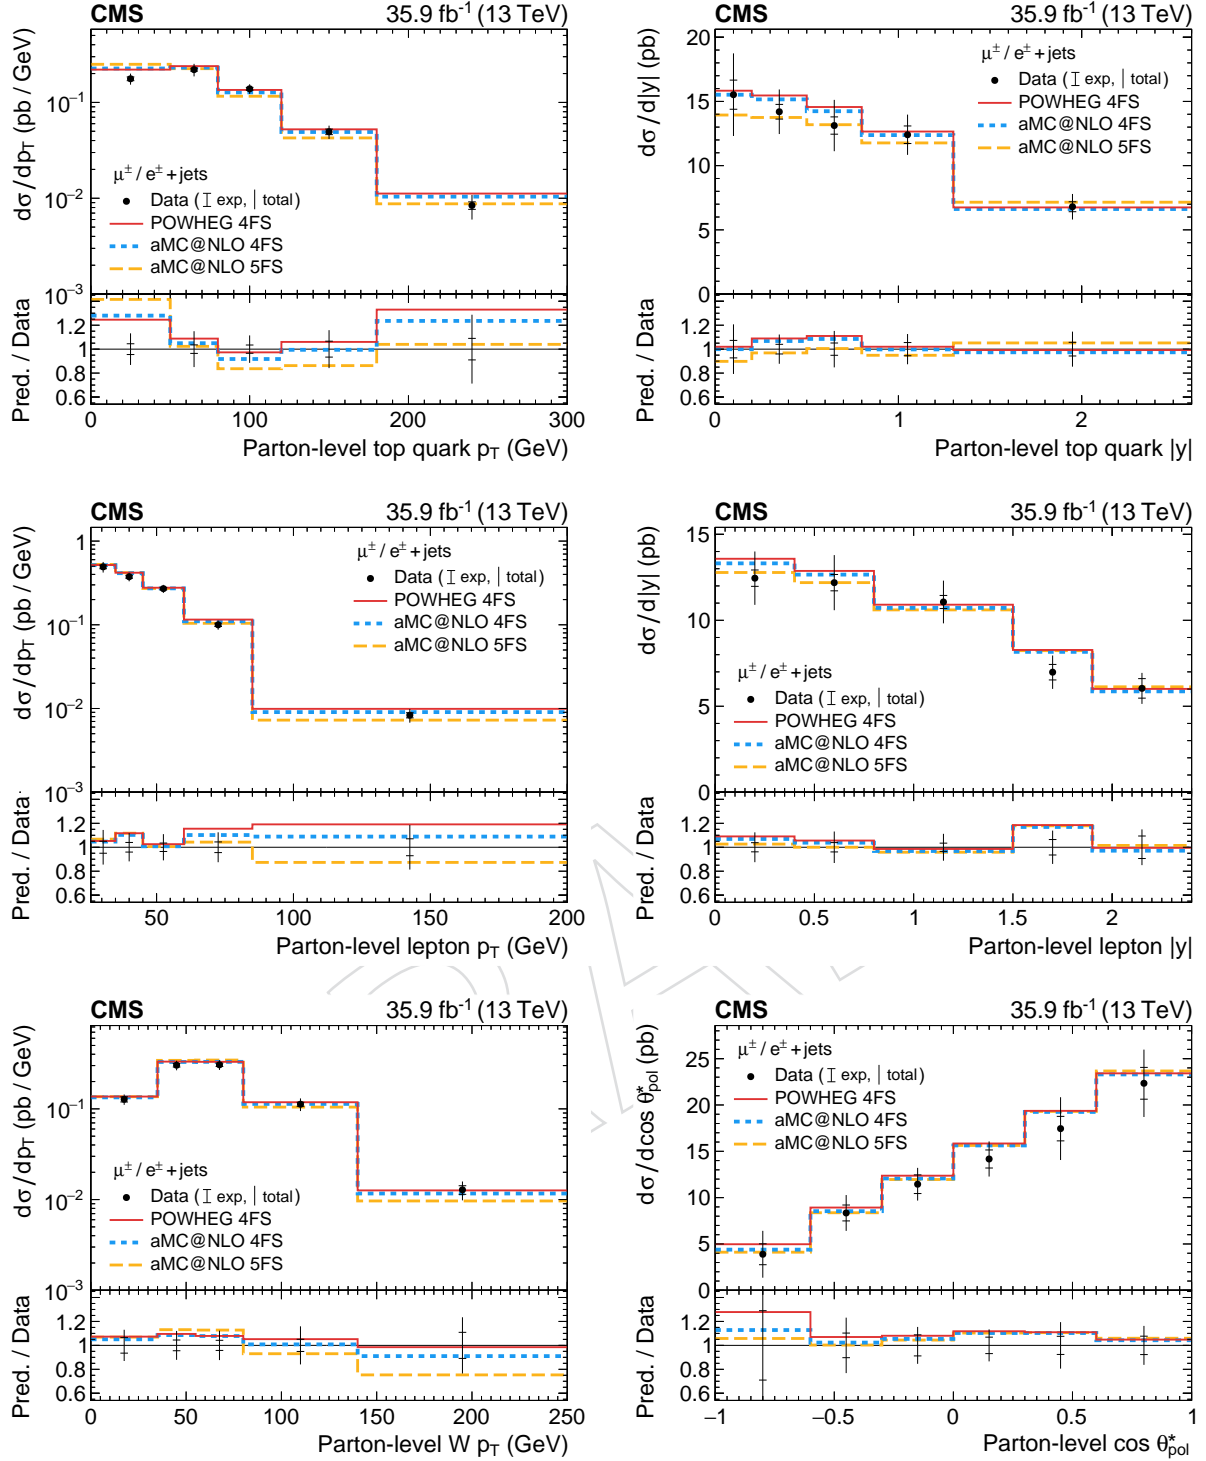 CMS 35.9 fb-1 (13 TeV)
dσ/dpT (pb / GeV)
10−1
10−2
10−3
μ± / e± + jets
Data (I exp, | total)
POWHEG 4FS
aMC@NLO 4FS
aMC@NLO 5FS
Pred. / Data
1.2
1
0.8
0.6
0 100 200 300
Parton-level top quark pT (GeV)
CMS 35.9 fb-1 (13 TeV)
dσ/d|y| (pb)
20
15
10
5
0
μ± / e± + jets
Data (I exp, | total)
POWHEG 4FS
aMC@NLO 4FS
aMC@NLO 5FS
Pred. / Data
1.2
1
0.8
0.6
0 1 2
Parton-level top quark |y|
CMS 35.9 fb-1 (13 TeV)
dσ/dpT (pb / GeV)
1
10−1
10−2
10−3
μ± / e± + jets
Data (I exp, | total)
POWHEG 4FS
aMC@NLO 4FS
aMC@NLO 5FS
Pred. / Data
1.2
1
0.8
0.6
50 100 150 200
Parton-level lepton pT (GeV)
CMS 35.9 fb-1 (13 TeV)
dσ/d|y| (pb)
15
10
5
0
μ± / e± + jets
Data (I exp, | total)
POWHEG 4FS
aMC@NLO 4FS
aMC@NLO 5FS
Pred. / Data
1.2
1
0.8
0.6
0 0.5 1 1.5 2
Parton-level lepton |y|
CMS 35.9 fb-1 (13 TeV)
dσ/dpT (pb / GeV)
10−1
10−2
10−3
μ± / e± + jets
Data (I exp, | total)
POWHEG 4FS
aMC@NLO 4FS
aMC@NLO 5FS
Pred. / Data
1.2
1
0.8
0.6
0 50 100 150 200 250
Parton-level W pT (GeV)
CMS 35.9 fb-1 (13 TeV)
dσ/dcos θ*pol (pb)
25
20
15
10
5
0
μ± / e± + jets
Data (I exp, | total)
POWHEG 4FS
aMC@NLO 4FS
aMC@NLO 5FS
Pred. / Data
1.2
1
0.8
0.6
−1 −0.5 0 0.5 1
Parton-level cos θ*pol